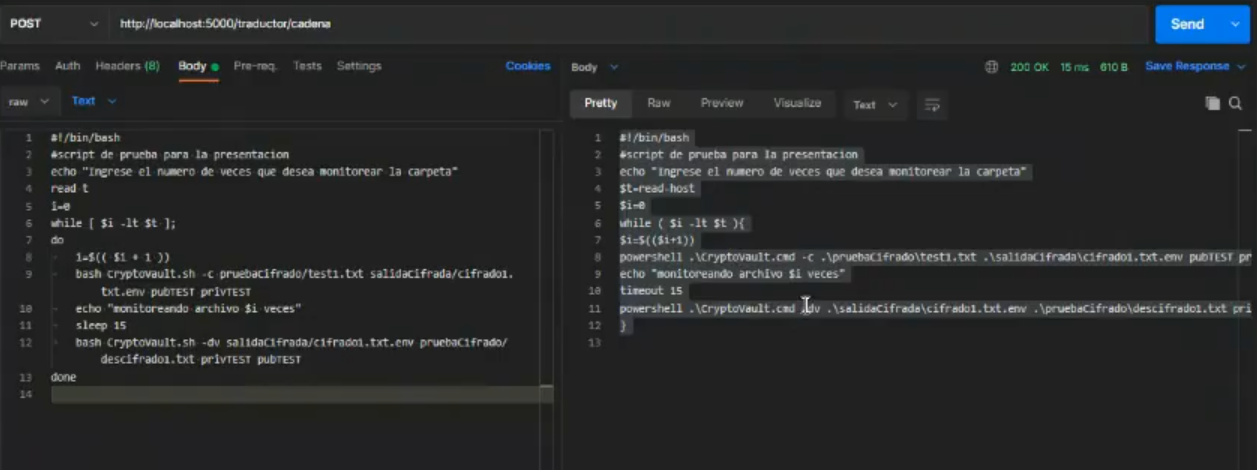 POST http://localhost:5000/traductor/cadena Send
Params Auth Headers (8) Body Pre-req. Tests Settings Cookies
raw Text
1 #!/bin/bash
2 #script de prueba para la presentacion
3 echo "Ingrese el numero de veces que desea monitorear la carpeta"
4 read t
5 i=0
6 while [ $i -lt $t ];
7 do
8 i=$(( $i + 1 ))
9 bash CryptoVault.sh -c pruebaCifrado/test1.txt salidaCifrada/cifrado1.
txt.env pubTEST privTEST
10 echo "monitoreando archivo $i veces"
11 sleep 15
12 bash CryptoVault.sh -dv salidaCifrada/cifrado1.txt.env pruebaCifrado/
descifrado1.txt privTEST pubTEST
13 done
14
Body 200 OK 15 ms 610 B Save Response
Pretty Raw Preview Visualize Text
1 #!/bin/bash
2 #script de prueba para la presentacion
3 echo "Ingrese el numero de veces que desea monitorear la carpeta"
4 $t=read-host
5 $i=0
6 while ( $i -lt $t ){
7 $i=$(($i+1))
8 powershell .\CryptoVault.cmd -c .\pruebaCifrado\test1.txt .\salidaCifrada\cifrado1.txt.env pubTEST pr
9 echo "monitoreando archivo $i veces"
10 timeout 15
11 powershell .\CryptoVault.cmd -dv .\salidaCifrada\cifrado1.txt.env .\pruebaCifrado\descifrado1.txt pri
12 }
13